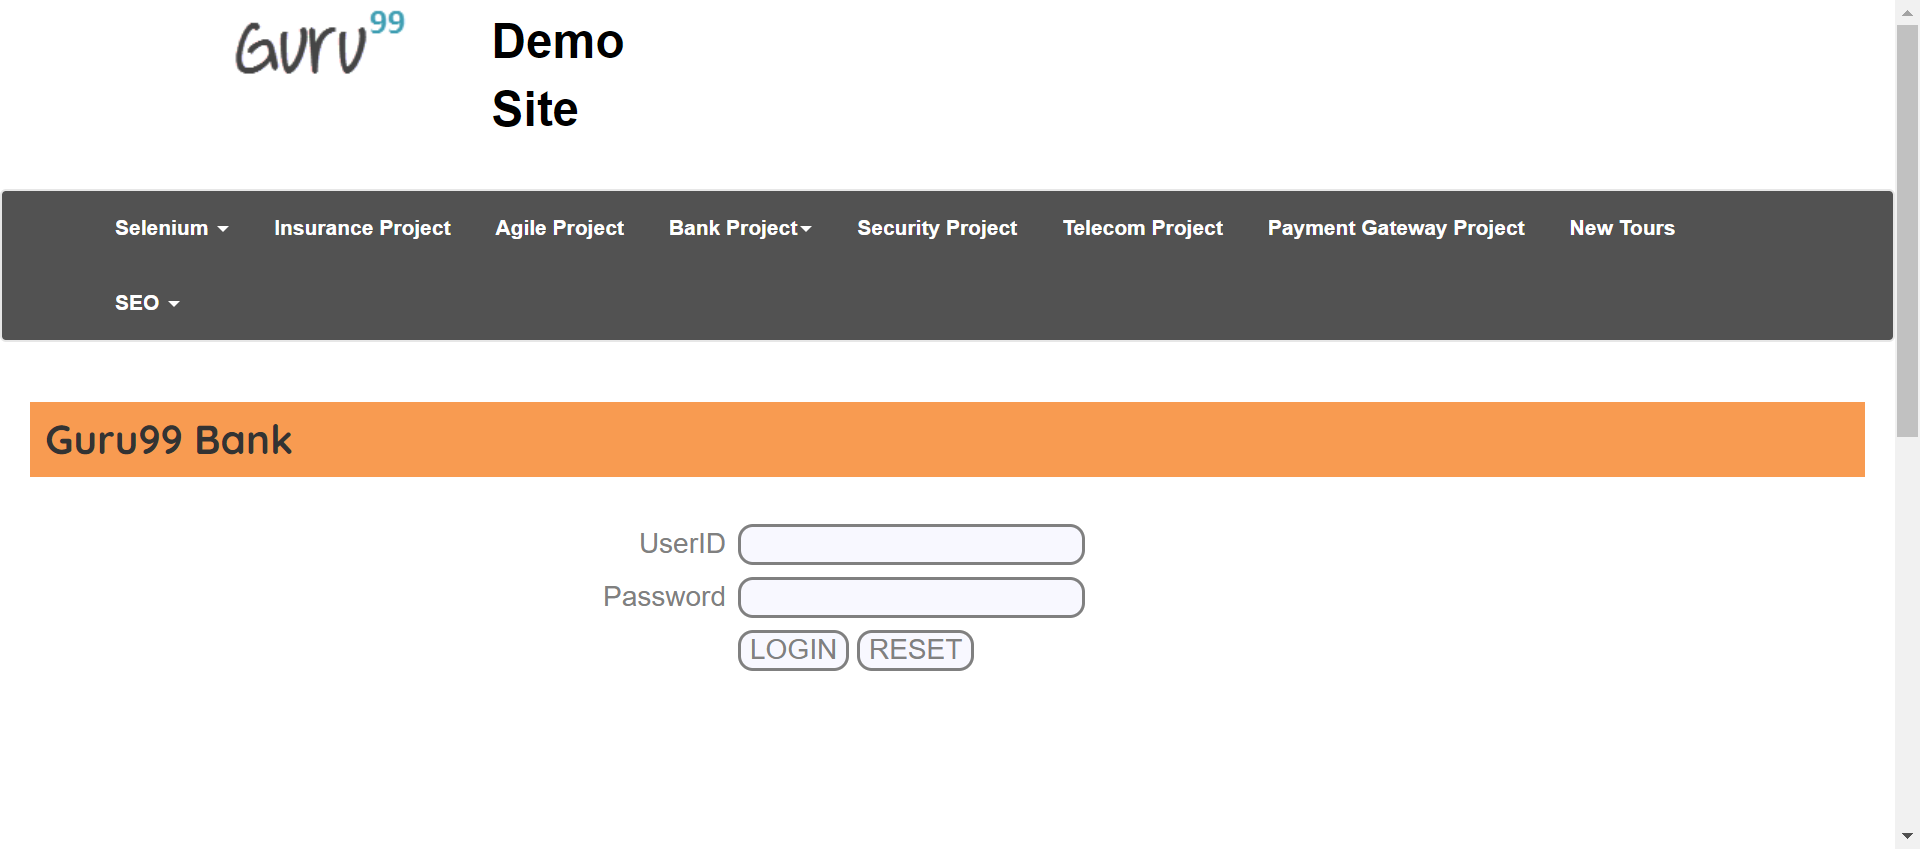 Guru99
Demo
Site
Selenium
Insurance Project
Agile Project
Bank Project
Security Project
Telecom Project
Payment Gateway Project
New Tours
SEO
Guru99 Bank
UserID
Password
LOGIN
RESET